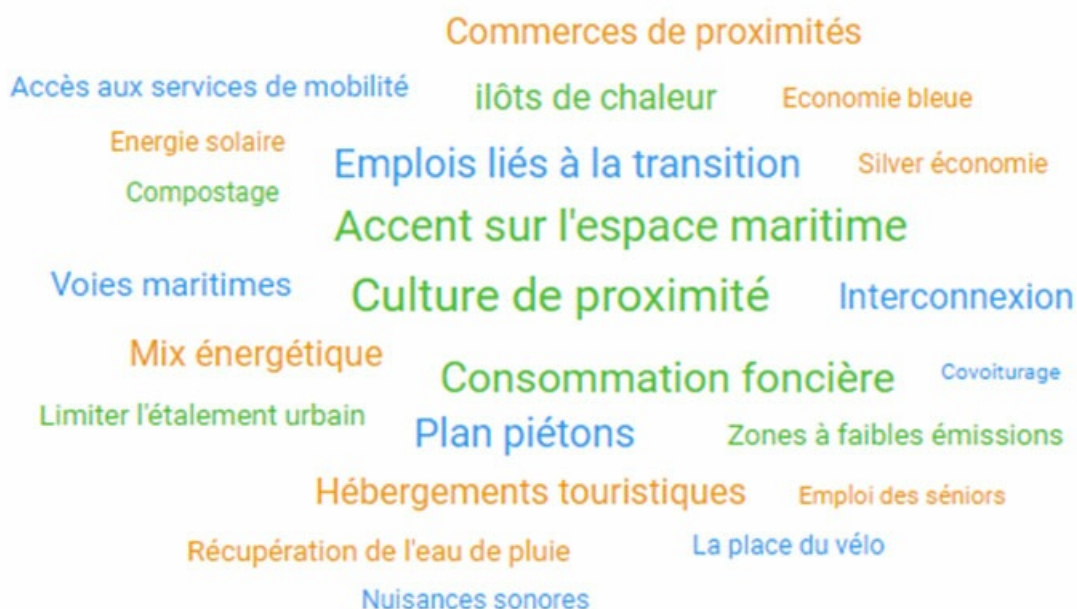 Commerces de proximités
Accès aux services de mobilité
ilôts de chaleur
Economie bleue
Energie solaire
Emplois liés à la transition
Silver économie
Compostage
Accent sur l'espace maritime
Voies maritimes
Culture de proximité
Interconnexion
Mix énergétique
Consommation foncière
Covoiturage
Limiter l'étalement urbain
Plan piétons
Zones à faibles émissions
Hébergements touristiques
Emploi des séniors
Récupération de l'eau de pluie
La place du vélo
Nuisances sonores